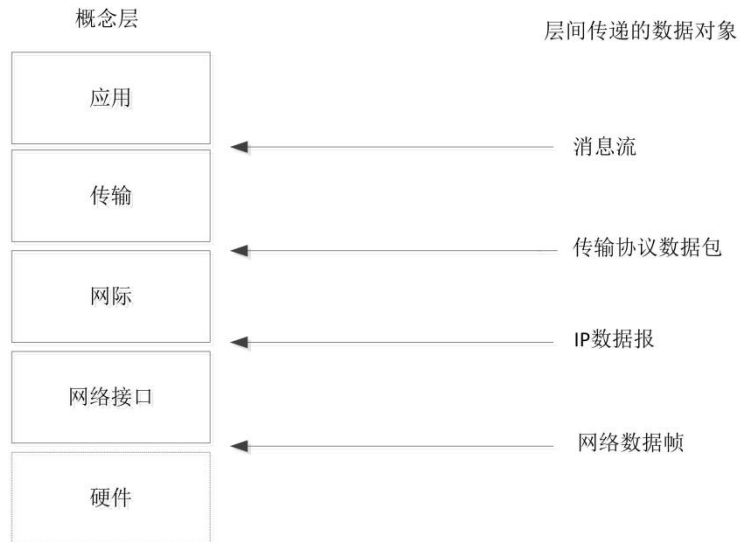 概念层
层间传递的数据对象
应用
消息流
传输
传输协议数据包
网际
IP数据报
网络接口
网络数据帧
硬件